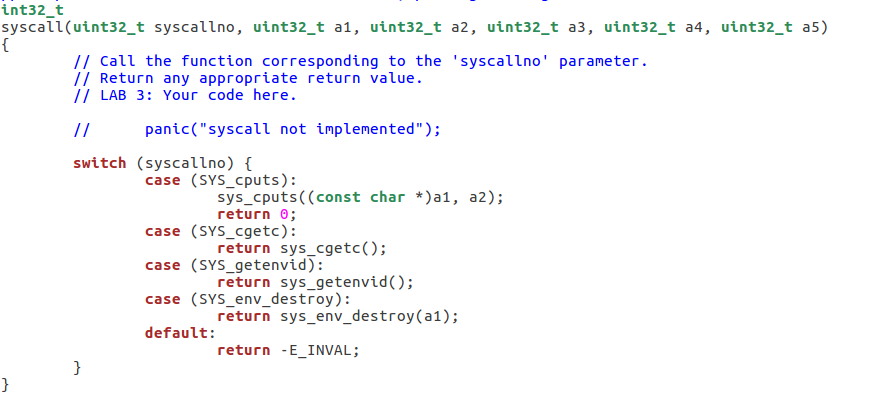 int32_t
syscall(uint32_t syscallno, uint32_t a1, uint32_t a2, uint32_t a3, uint32_t a4, uint32_t a5)
{
        // Call the function corresponding to the 'syscallno' parameter.
        // Return any appropriate return value.
        // LAB 3: Your code here.

        //      panic("syscall not implemented");

        switch (syscallno) {
                case (SYS_cputs):
                        sys_cputs((const char *)a1, a2);
                        return 0;
                case (SYS_cgetc):
                        return sys_cgetc();
                case (SYS_getenvid):
                        return sys_getenvid();
                case (SYS_env_destroy):
                        return sys_env_destroy(a1);
                default:
                        return -E_INVAL;
        }
}